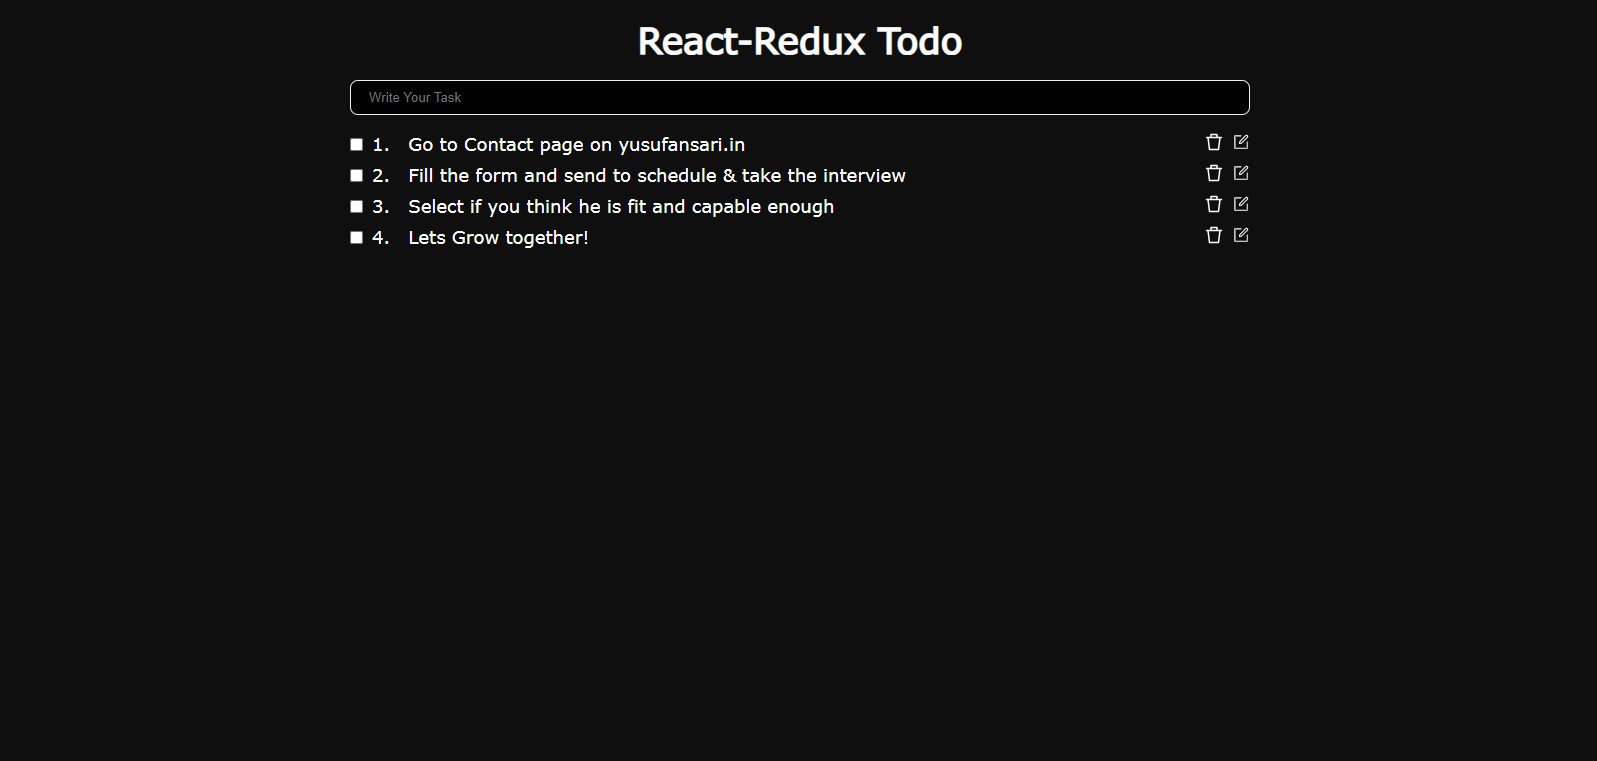 React-Redux Todo
Write Your Task
1. Go to Contact page on yusufansari.in
2. Fill the form and send to schedule & take the interview
3. Select if you think he is fit and capable enough
4. Lets Grow together!